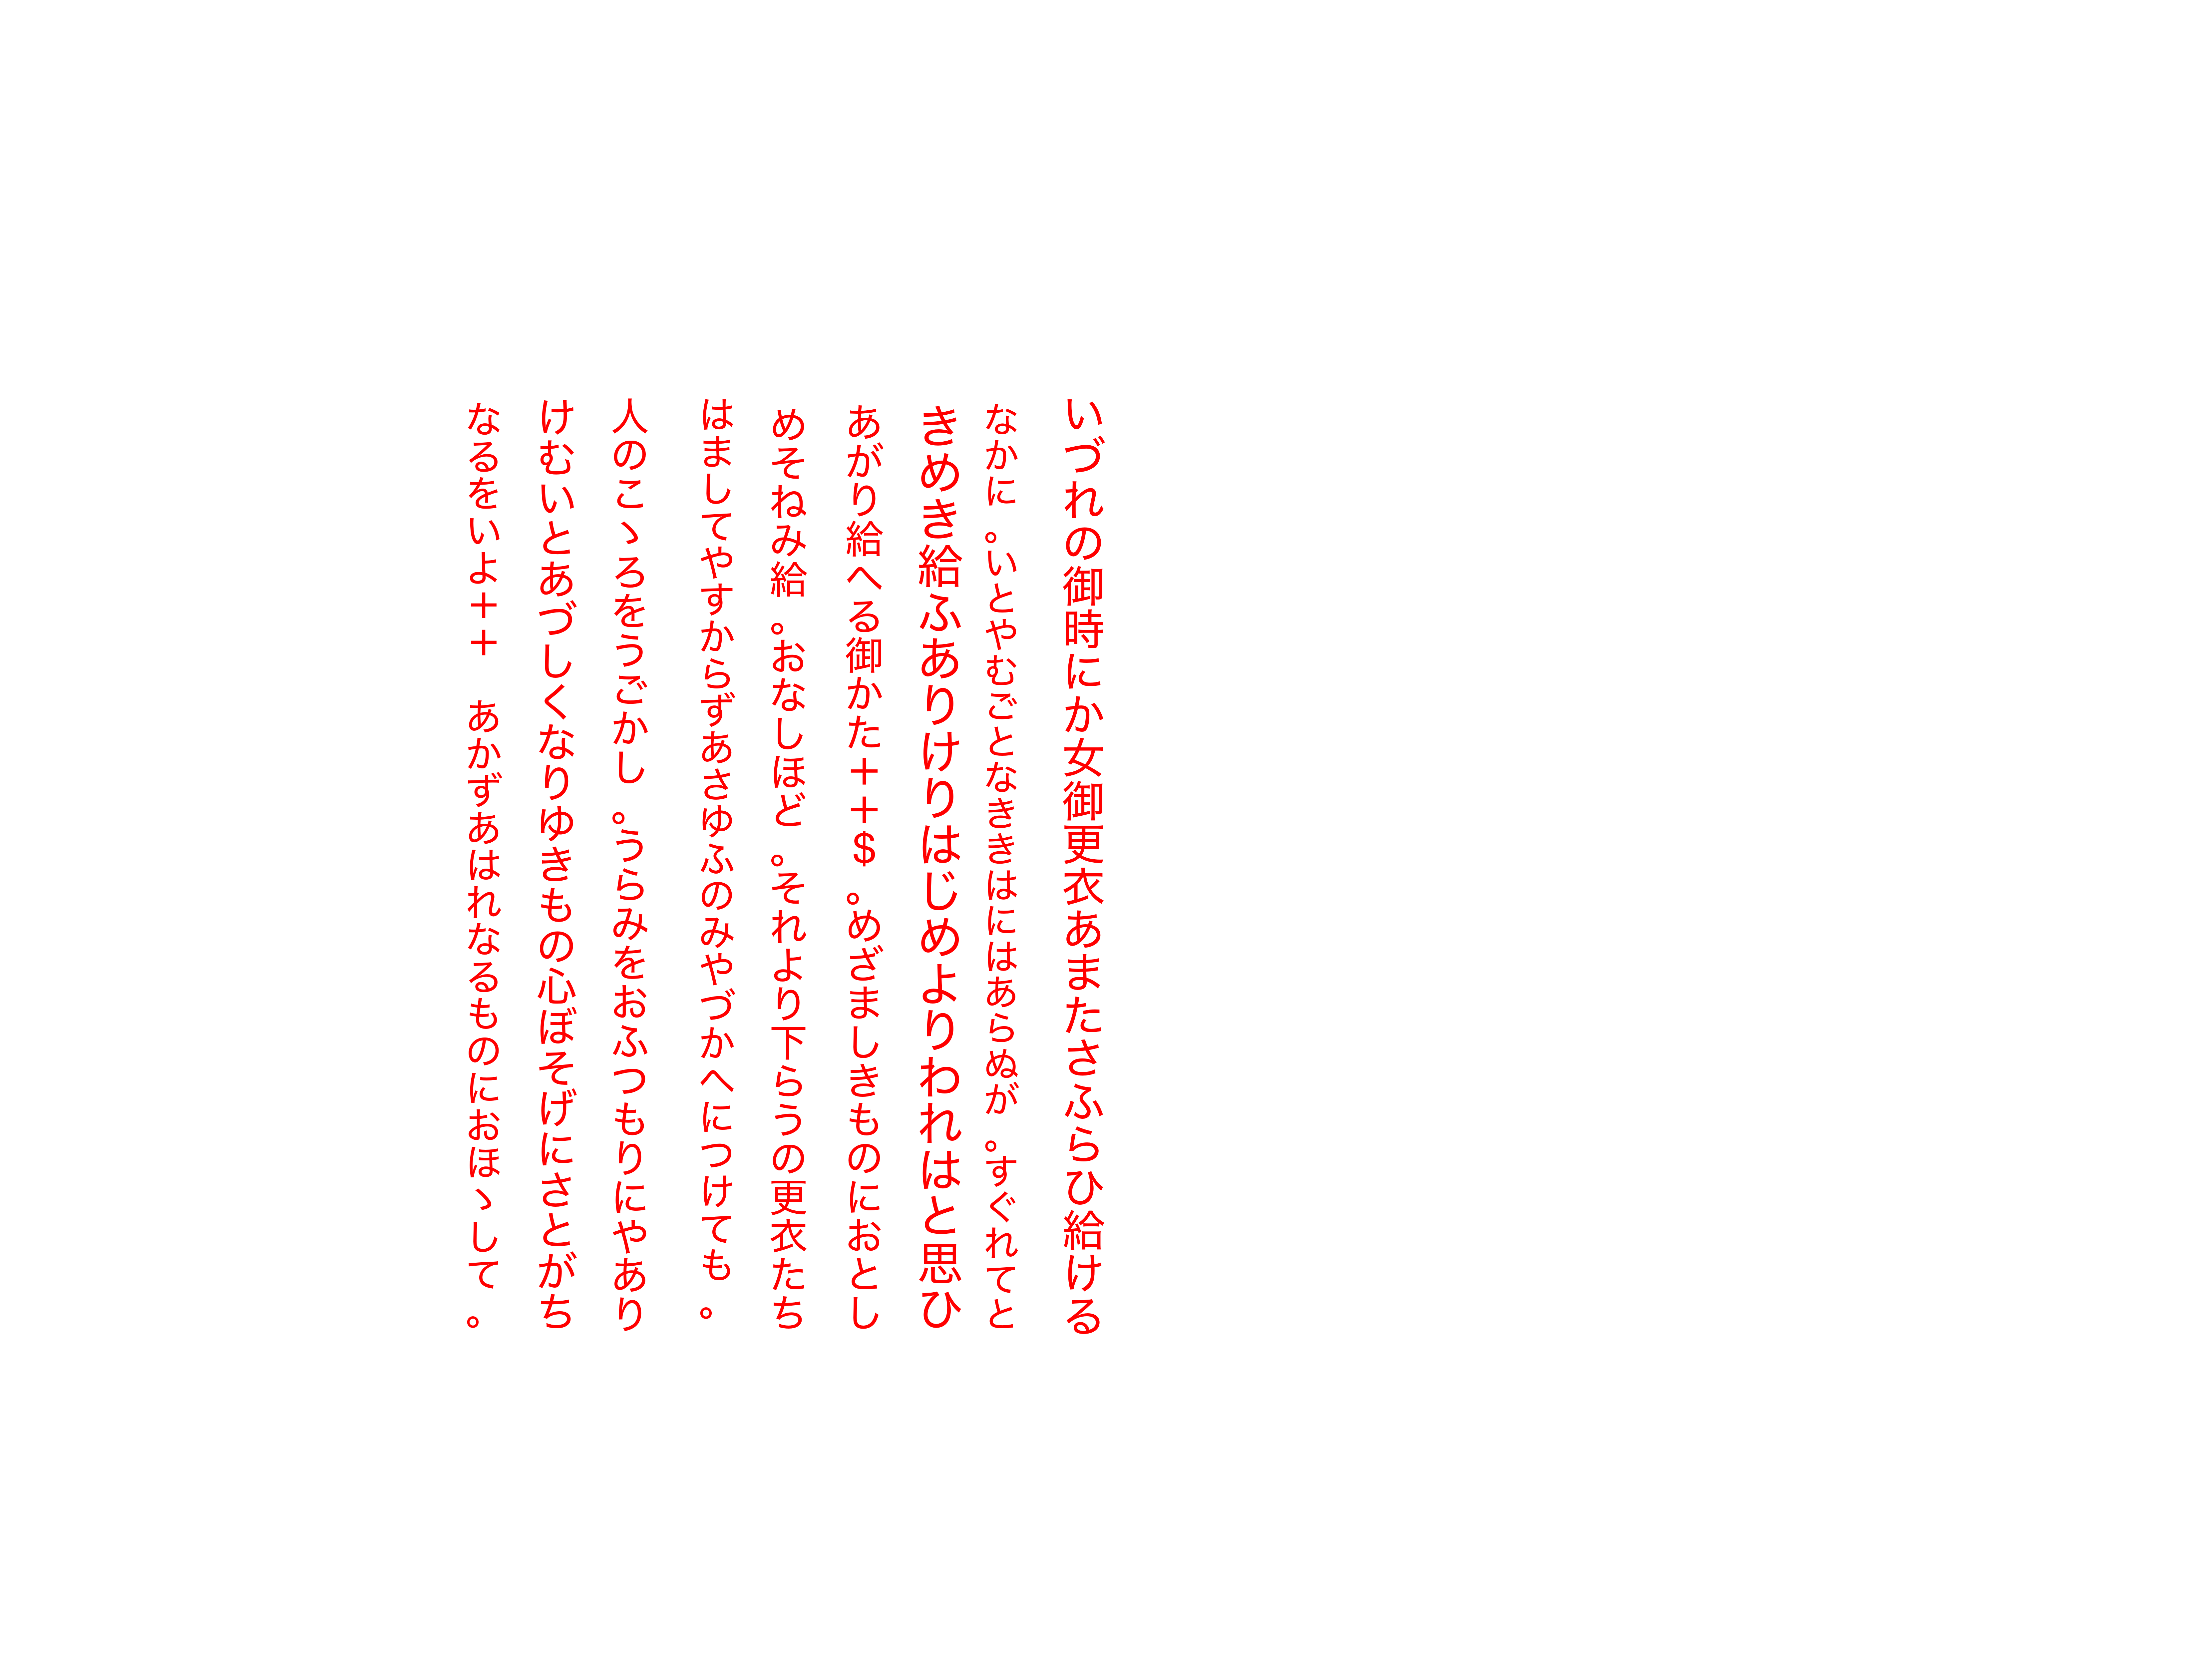 いづれの御時にか女御更衣あまたさふらひ給ける
なかに。いとやむごとなききはにはあらぬが。すぐれてと
きめき給ふありけりはじめよりわれはと思ひ
あがり給へる御かた++$。めざましきものにおとし
めそねみ給。おなしほど。それより下らうの更衣たち
はましてやすからずあさゆふのみやづかへにつけても。
人のこゝろをうごかし。うらみをおふつもりにやあり
けむいとあづしくなりゆきもの心ぼそげにさとがち
なるをいよ++　あかずあはれなるものにおほゝして。